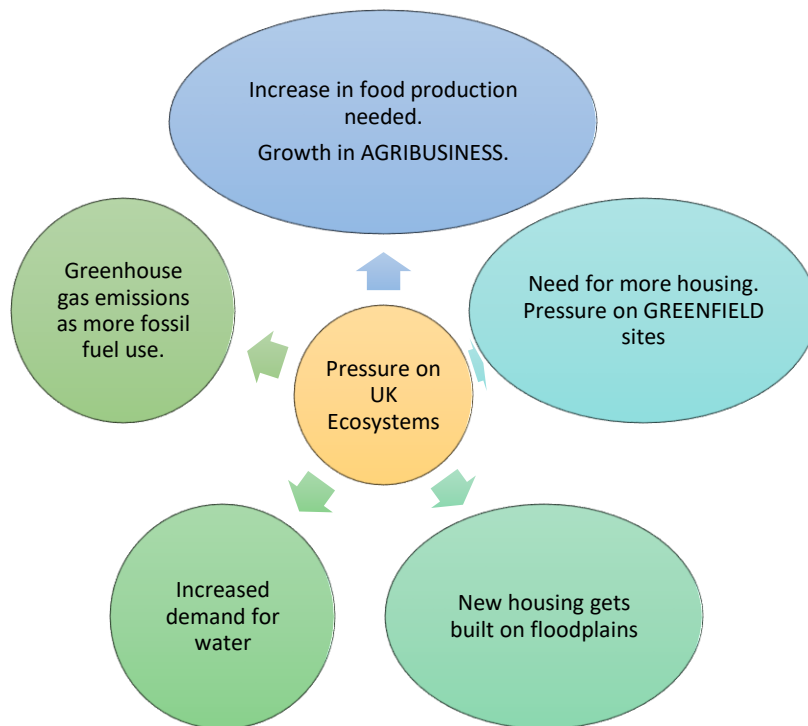 Increase in food production
needed.
Growth in AGRIBUSINESS.
Greenhouse
gas emissions
as more fossil
fuel use.
Need for more housing.
Pressure on GREENFIELD
sites
Pressure on
UK
Ecosystems
Increased
demand for
water
New housing gets
built on floodplains